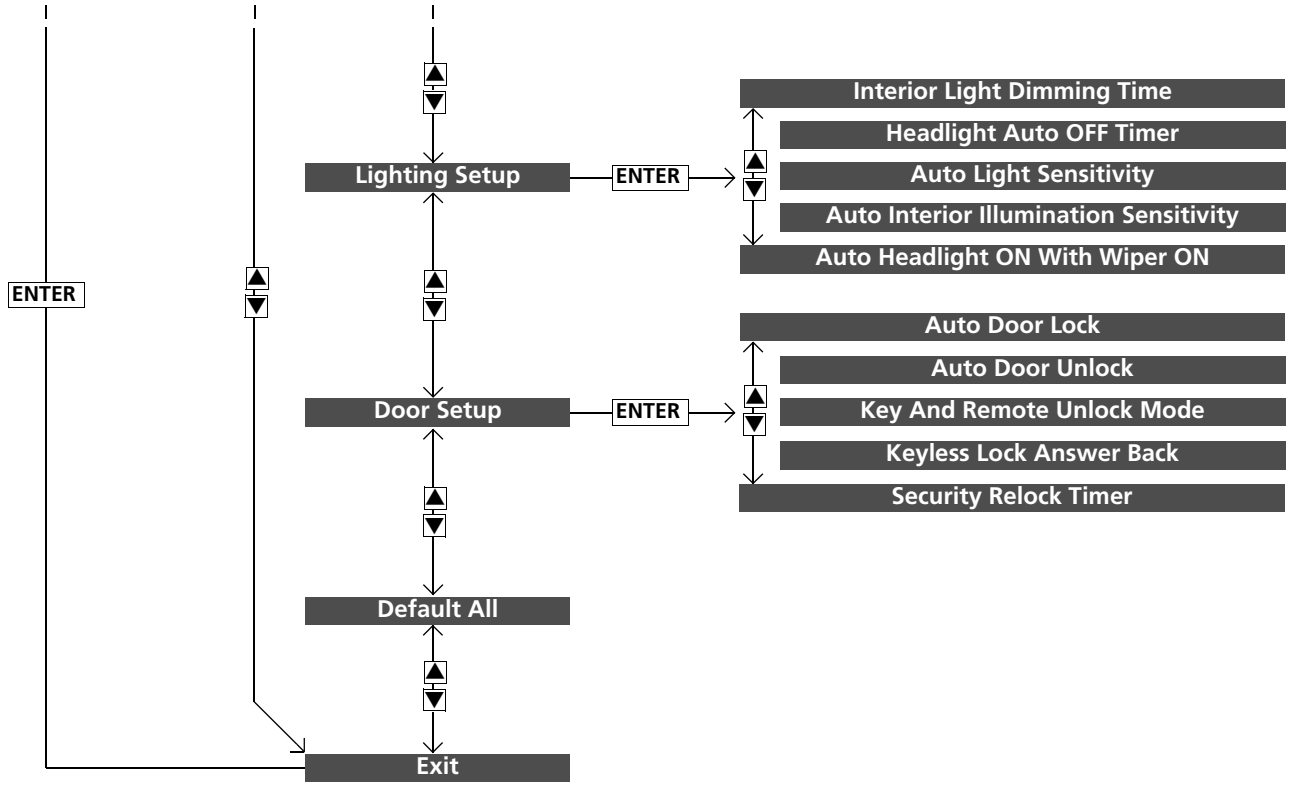 Interior Light Dimming Time
Headlight Auto OFF Timer
Lighting Setup
ENTER
Auto Light Sensitivity
Auto Interior Illumination Sensitivity
Auto Headlight ON With Wiper ON
ENTER
Auto Door Lock
Auto Door Unlock
Door Setup
ENTER
Key And Remote Unlock Mode
Keyless Lock Answer Back
Security Relock Timer
Default All
Exit